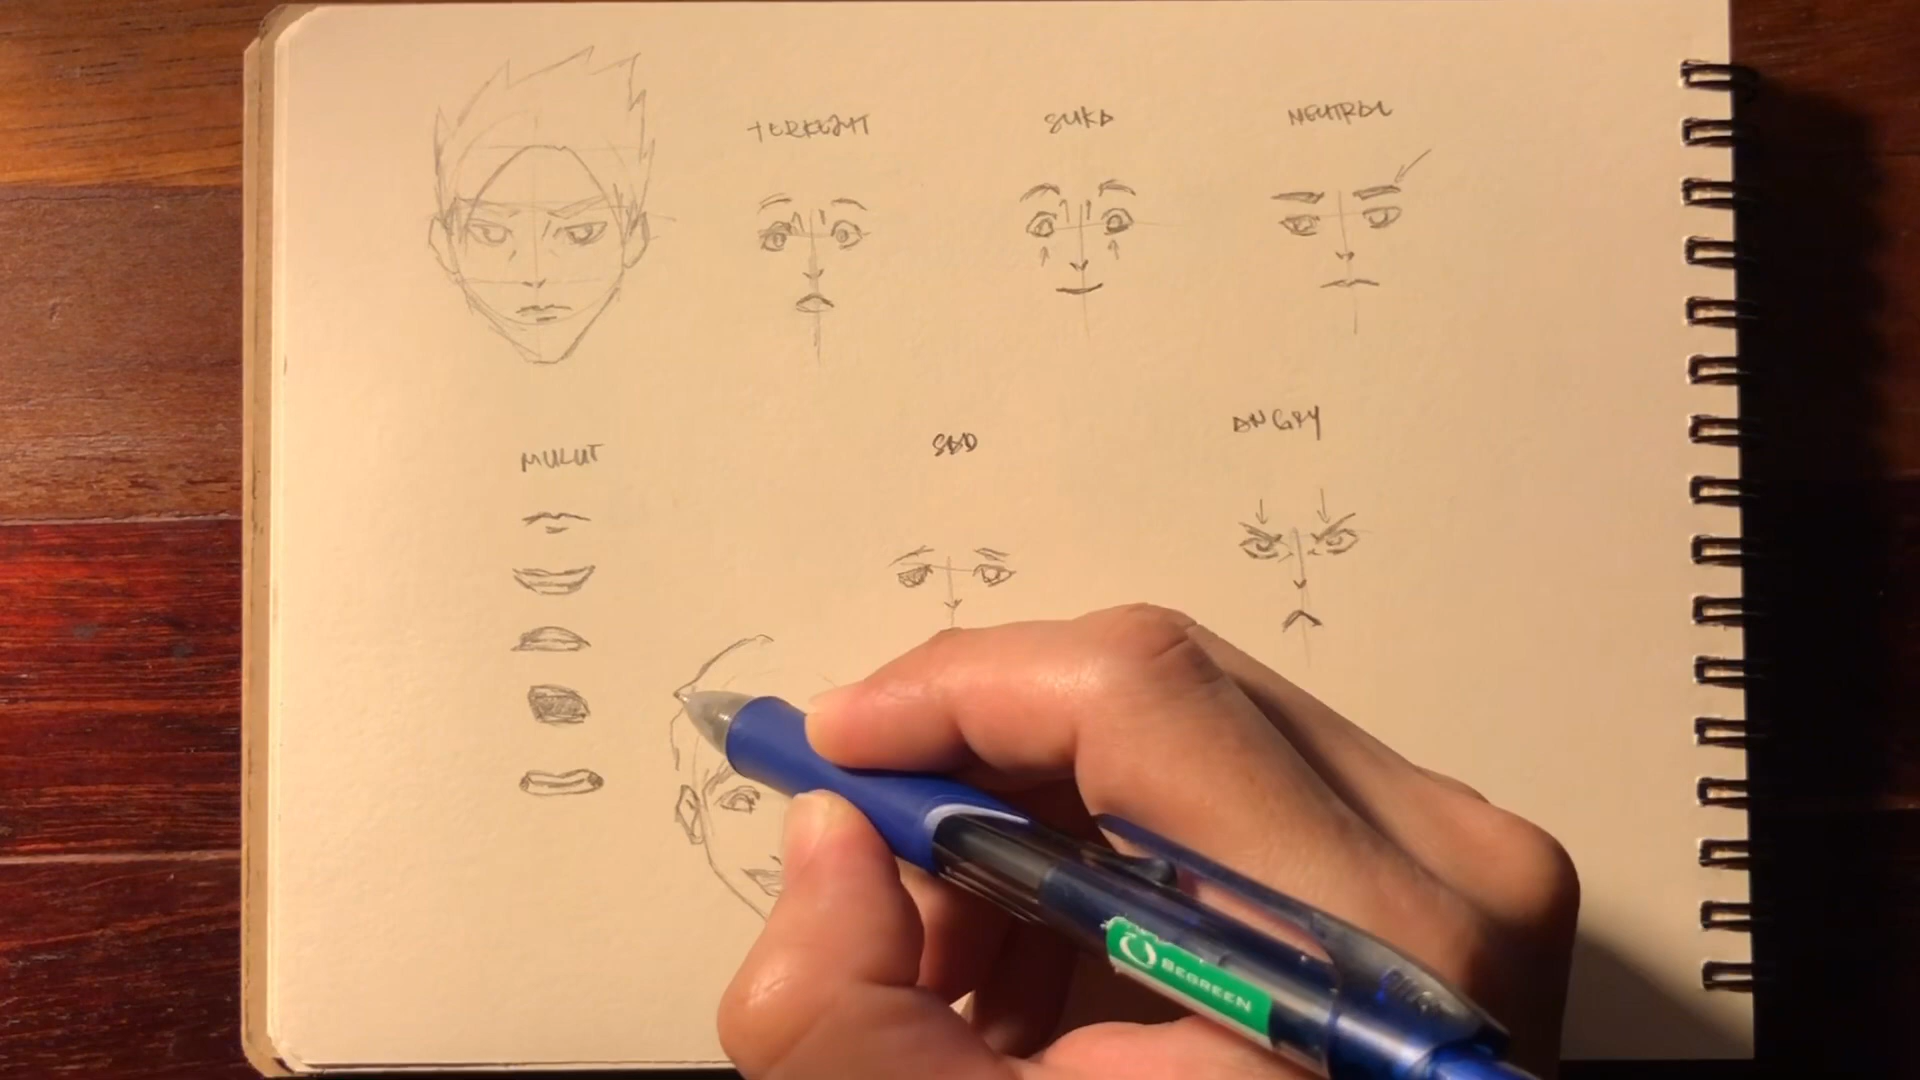 TERKEJUT
SUKA
NEUTRAL
MULUT
SAD
ANGRY
BEGREEN